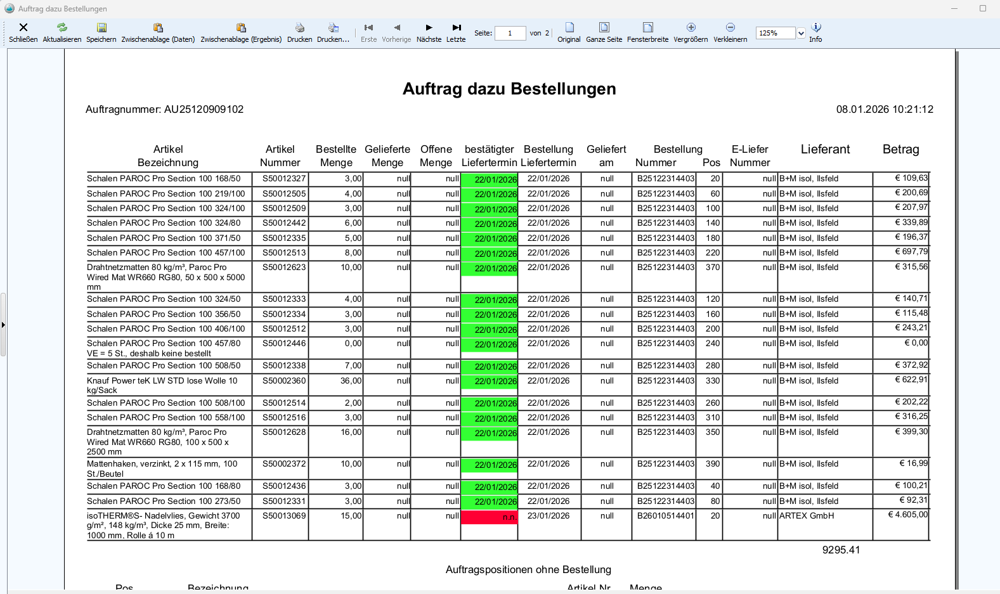 Auftrag dazu Bestellungen
Schließen Aktualisieren Speichern Zwischenablage (Daten) Zwischenablage (Ergebnis) Drucken Drucken... Erste Vorherige Nächste Letzte Seite: 1 von 2 Original Ganze Seite Fensterbreite Vergrößern Verkleinern 125% Info
Auftrag dazu Bestellungen
Auftragnummer: AU25120909102 08.01.2026 10:21:12
Artikel Artikel Bestellte Gelieferte Offene bestätigter Bestellung Geliefert Bestellung E-Liefer Lieferant Betrag
Bezeichnung Nummer Menge Menge Menge Liefertermin Liefertermin am Nummer Pos Nummer
Schalen PAROC Pro Section 100 168/50 S50012327 3,00 null null 22/01/2026 22/01/2026 null B25122314403 20 null B+M isol, Ilsfeld € 109,63
Schalen PAROC Pro Section 100 219/100 S50012505 4,00 null null 22/01/2026 22/01/2026 null B25122314403 60 null B+M isol, Ilsfeld € 200,69
Schalen PAROC Pro Section 100 324/100 S50012509 3,00 null null 22/01/2026 22/01/2026 null B25122314403 100 null B+M isol, Ilsfeld € 207,97
Schalen PAROC Pro Section 100 324/80 S50012442 6,00 null null 22/01/2026 22/01/2026 null B25122314403 140 null B+M isol, Ilsfeld € 339,89
Schalen PAROC Pro Section 100 371/50 S50012335 5,00 null null 22/01/2026 22/01/2026 null B25122314403 180 null B+M isol, Ilsfeld € 196,37
Schalen PAROC Pro Section 100 457/100 S50012513 8,00 null null 22/01/2026 22/01/2026 null B25122314403 220 null B+M isol, Ilsfeld € 697,79
Drahtnetzmatten 80 kg/m³, Paroc Pro S50012623 10,00 null null 22/01/2026 22/01/2026 null B25122314403 370 null B+M isol, Ilsfeld € 315,56
Wired Mat WR660 RG80, 50 x 500 x 5000
mm
Schalen PAROC Pro Section 100 324/50 S50012333 4,00 null null 22/01/2026 22/01/2026 null B25122314403 120 null B+M isol, Ilsfeld € 140,71
Schalen PAROC Pro Section 100 356/50 S50012334 3,00 null null 22/01/2026 22/01/2026 null B25122314403 160 null B+M isol, Ilsfeld € 115,48
Schalen PAROC Pro Section 100 406/100 S50012512 3,00 null null 22/01/2026 22/01/2026 null B25122314403 200 null B+M isol, Ilsfeld € 243,21
Schalen PAROC Pro Section 100 457/80 S50012446 0,00 null null 22/01/2026 22/01/2026 null B25122314403 240 null B+M isol, Ilsfeld € 0,00
VE = 5 St., deshalb keine bestellt
Schalen PAROC Pro Section 100 508/50 S50012338 7,00 null null 22/01/2026 22/01/2026 null B25122314403 280 null B+M isol, Ilsfeld € 372,92
Knauf Power teK LW STD lose Wolle 10 S50002360 36,00 null null 22/01/2026 22/01/2026 null B25122314403 330 null B+M isol, Ilsfeld € 622,91
kg/Sack
Schalen PAROC Pro Section 100 508/100 S50012514 2,00 null null 22/01/2026 22/01/2026 null B25122314403 260 null B+M isol, Ilsfeld € 202,22
Schalen PAROC Pro Section 100 558/100 S50012516 3,00 null null 22/01/2026 22/01/2026 null B25122314403 310 null B+M isol, Ilsfeld € 316,25
Drahtnetzmatten 80 kg/m³, Paroc Pro S50012628 16,00 null null 22/01/2026 22/01/2026 null B25122314403 350 null B+M isol, Ilsfeld € 399,30
Wired Mat WR660 RG80, 100 x 500 x
2500 mm
Mattenhaken, verzinkt, 2 x 115 mm, 100 S50002372 10,00 null null 22/01/2026 22/01/2026 null B25122314403 390 null B+M isol, Ilsfeld € 16,99
St./Beutel
Schalen PAROC Pro Section 100 168/80 S50012436 3,00 null null 22/01/2026 22/01/2026 null B25122314403 40 null B+M isol, Ilsfeld € 100,21
Schalen PAROC Pro Section 100 273/50 S50012331 3,00 null null 22/01/2026 22/01/2026 null B25122314403 80 null B+M isol, Ilsfeld € 92,31
isoTHERM®S- Nadelvlies, Gewicht 3700 S50013069 15,00 null null n.n. 23/01/2026 null B26010514401 20 null ARTEX GmbH € 4.605,00
g/m², 148 kg/m³, Dicke 25 mm, Breite:
1000 mm, Rolle á 10 m
9295.41
Auftragspositionen ohne Bestellung
Pos Bezeichnung Artikel Nr Menge